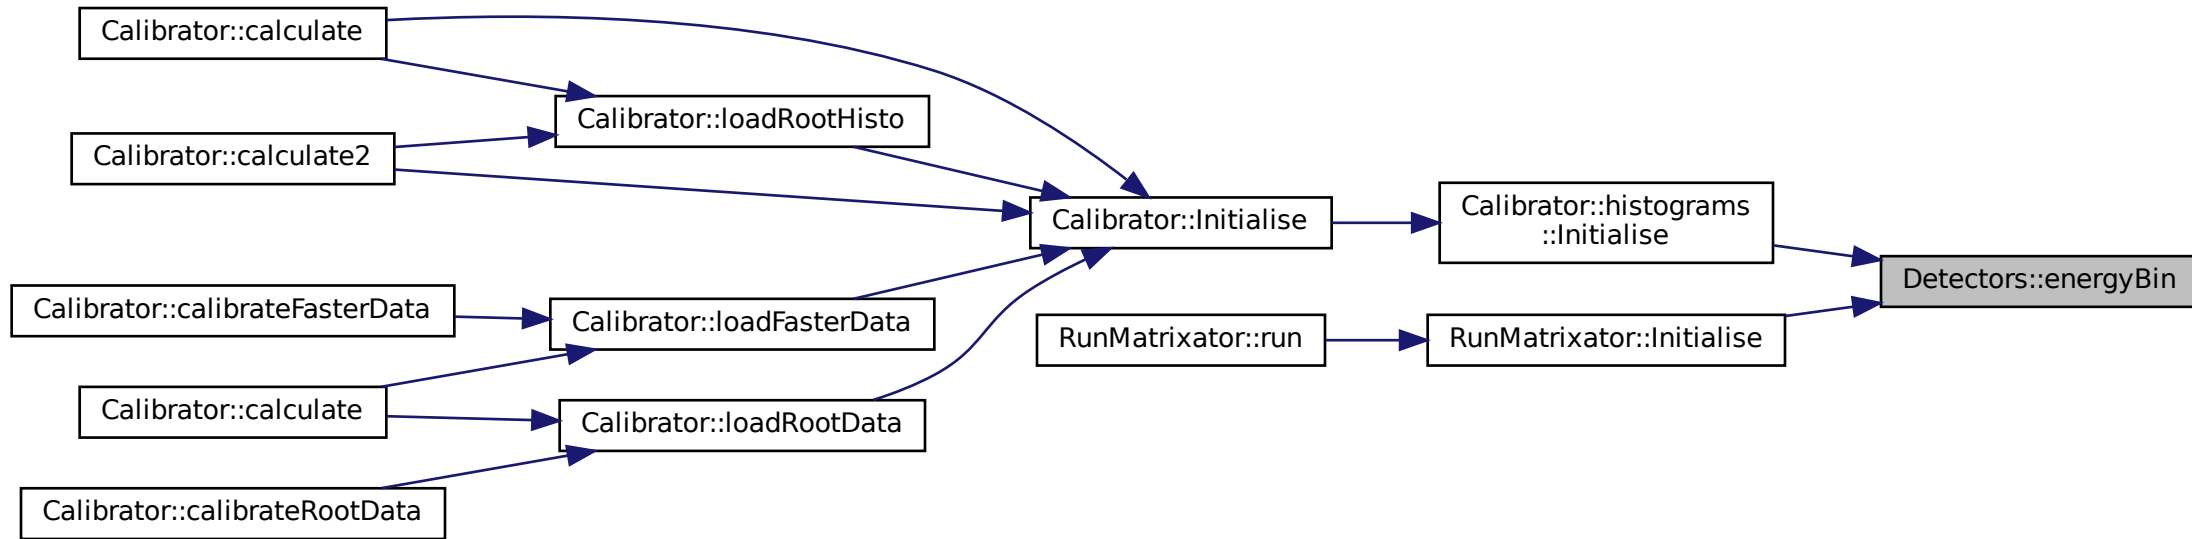 Calibrator::calculate
Calibrator::loadRootHisto
Calibrator::calculate2
Calibrator::Initialise
Calibrator::histograms
::Initialise
Detectors::energyBin
Calibrator::calibrateFasterData
Calibrator::loadFasterData
RunMatrixator::run
RunMatrixator::Initialise
Calibrator::calculate
Calibrator::loadRootData
Calibrator::calibrateRootData